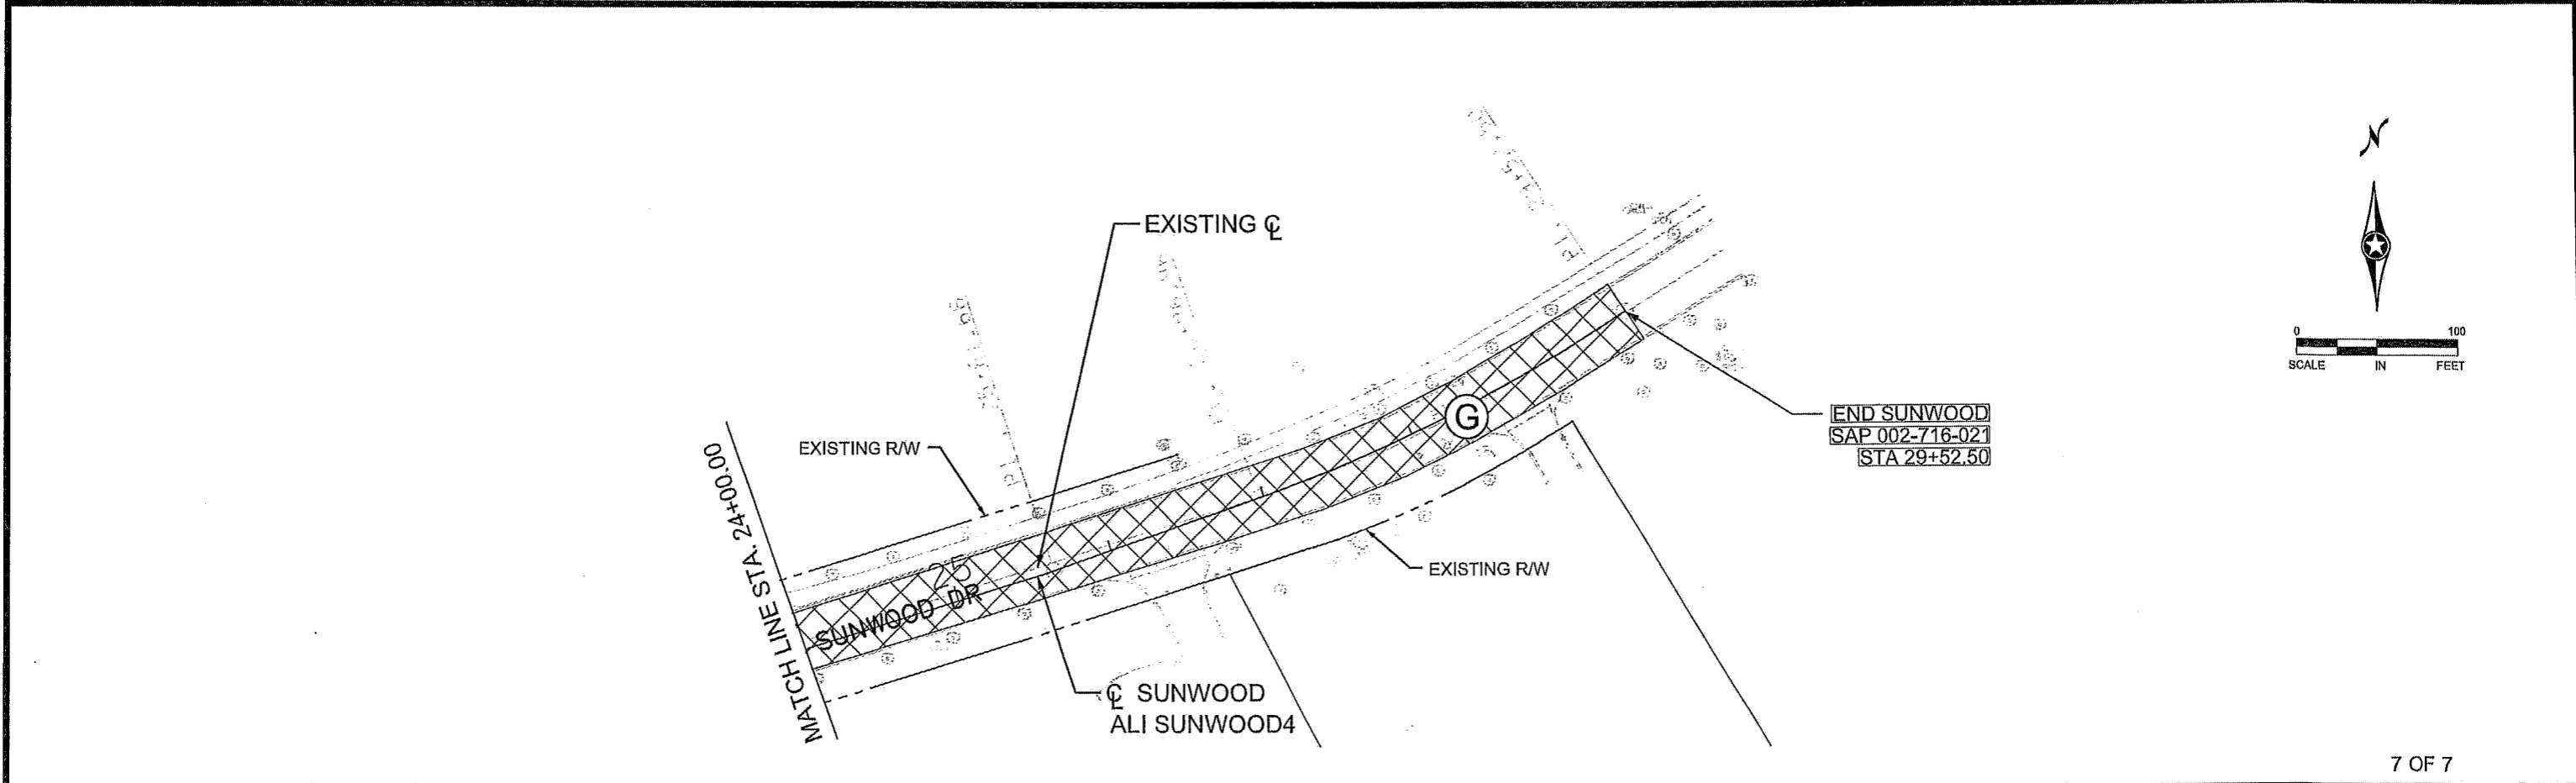 N
0 100
SCALE IN FEET
EXISTING ℄
EXISTING R/W
END SUNWOOD
SAP 002-716-021
STA 29+52.50
G
MATCH LINE STA. 24+00.00
25
SUNWOOD DR
EXISTING R/W
℄ SUNWOOD
ALI SUNWOOD4
7 OF 7